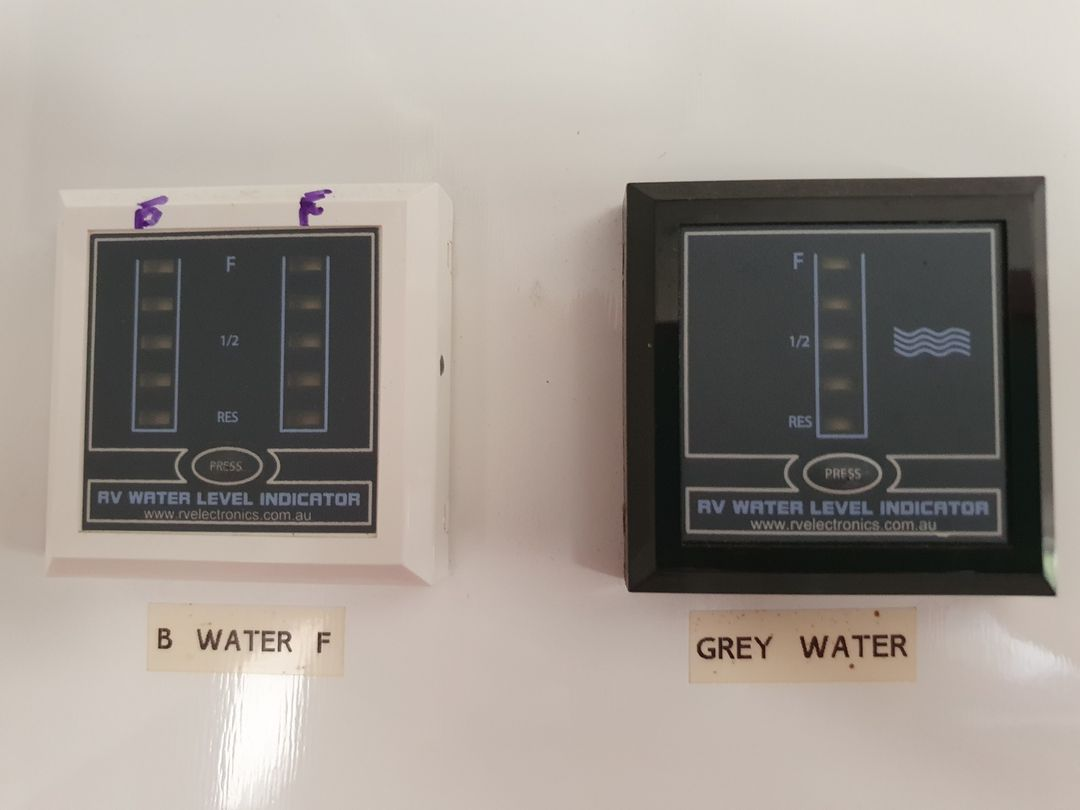 B F
F
1/2
RES
PRESS
RV WATER LEVEL INDICATOR
www.rvelectronics.com.au
B WATER F
F
1/2
RES
PRESS
RV WATER LEVEL INDICATOR
www.rvelectronics.com.au
GREY WATER